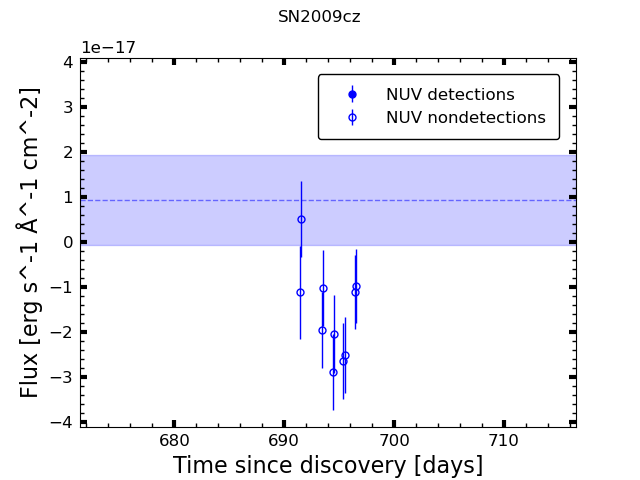 SN2009cz
1e−17
4
3
2
1
0
−1
−2
−3
−4
Flux [erg s^-1 Å^-1 cm^-2]
NUV detections
NUV nondetections
680 690 700 710
Time since discovery [days]